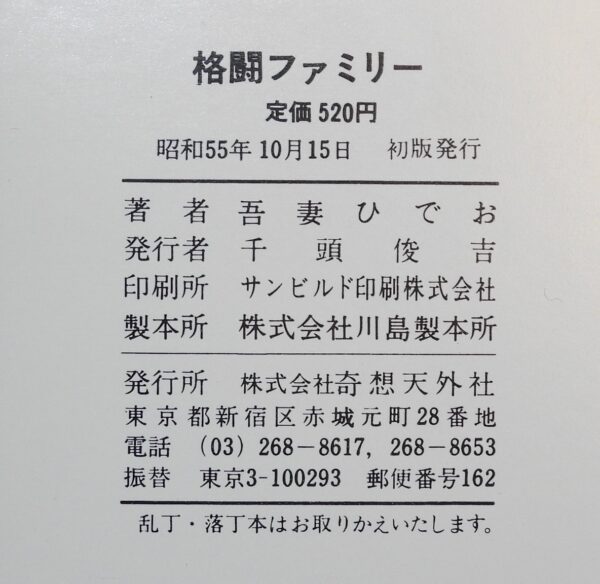 格闘ファミリー
定価520円
昭和55年10月15日　初版発行
著者　吾妻ひでお
発行者　千頭俊吉
印刷所　サンビルド印刷株式会社
製本所　株式会社川島製本所
発行所　株式会社奇想天外社
東京都新宿区赤城元町28番地
電話　(03) 268-8617, 268-8653
振替　東京3-100293　郵便番号162
乱丁・落丁本はお取りかえいたします。